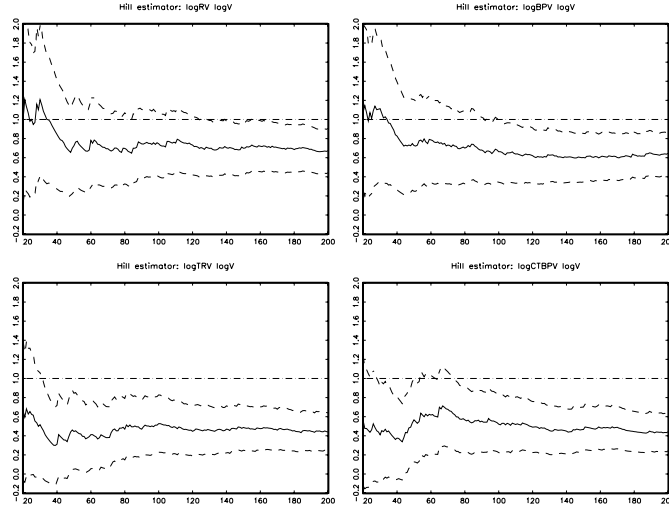 Hill estimator: logRV logV
Hill estimator: logBPV logV
2.0 1.8 1.6 1.4 1.2 1.0 0.8 0.6 0.4 0.2 -0.0 -0.2
20 40 60 80 100 120 140 160 180 200
2.0 1.8 1.6 1.4 1.2 1.0 0.8 0.6 0.4 0.2 -0.0 -0.2
20 40 60 80 100 120 140 160 180 200
Hill estimator: logTRV logV
Hill estimator: logCTBPV logV
2.0 1.8 1.6 1.4 1.2 1.0 0.8 0.6 0.4 0.2 -0.0 -0.2
20 40 60 80 100 120 140 160 180 200
2.0 1.8 1.6 1.4 1.2 1.0 0.8 0.6 0.4 0.2 -0.0 -0.2
20 40 60 80 100 120 140 160 180 200